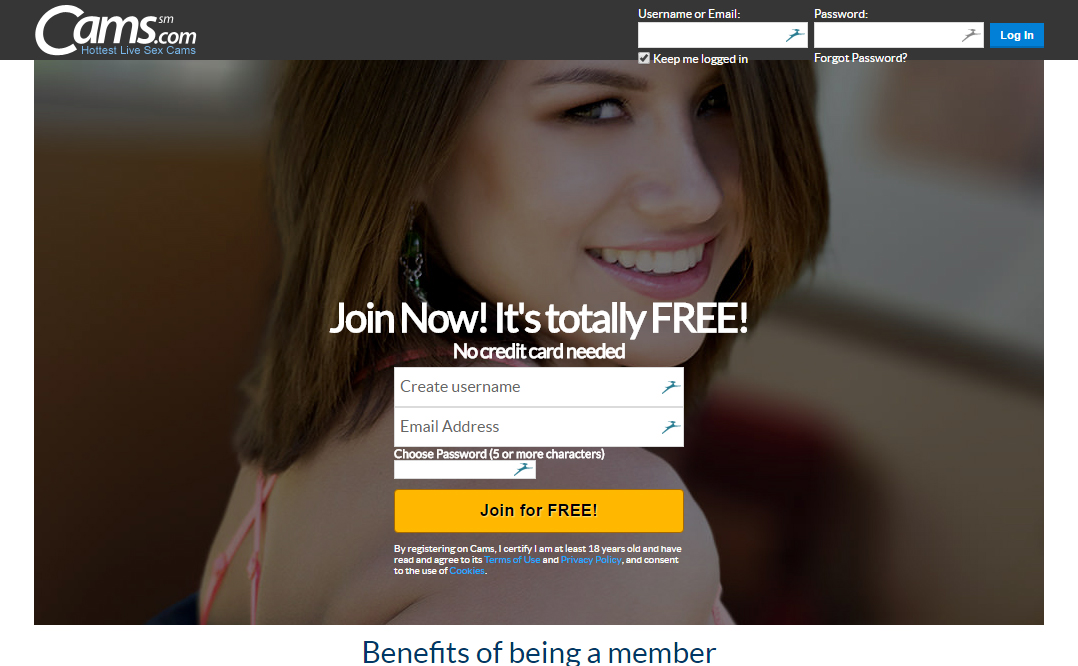 Cams.com sm
Hottest Live Sex Cams
Username or Email:
Password:
Log In
Keep me logged in
Forgot Password?
Join Now! It's totally FREE!
No credit card needed
Create username
Email Address
Choose Password (5 or more characters)
Join for FREE!
By registering on Cams, I certify I am at least 18 years old and have
read and agree to its Terms of Use and Privacy Policy, and consent
to the use of Cookies.
Benefits of being a member